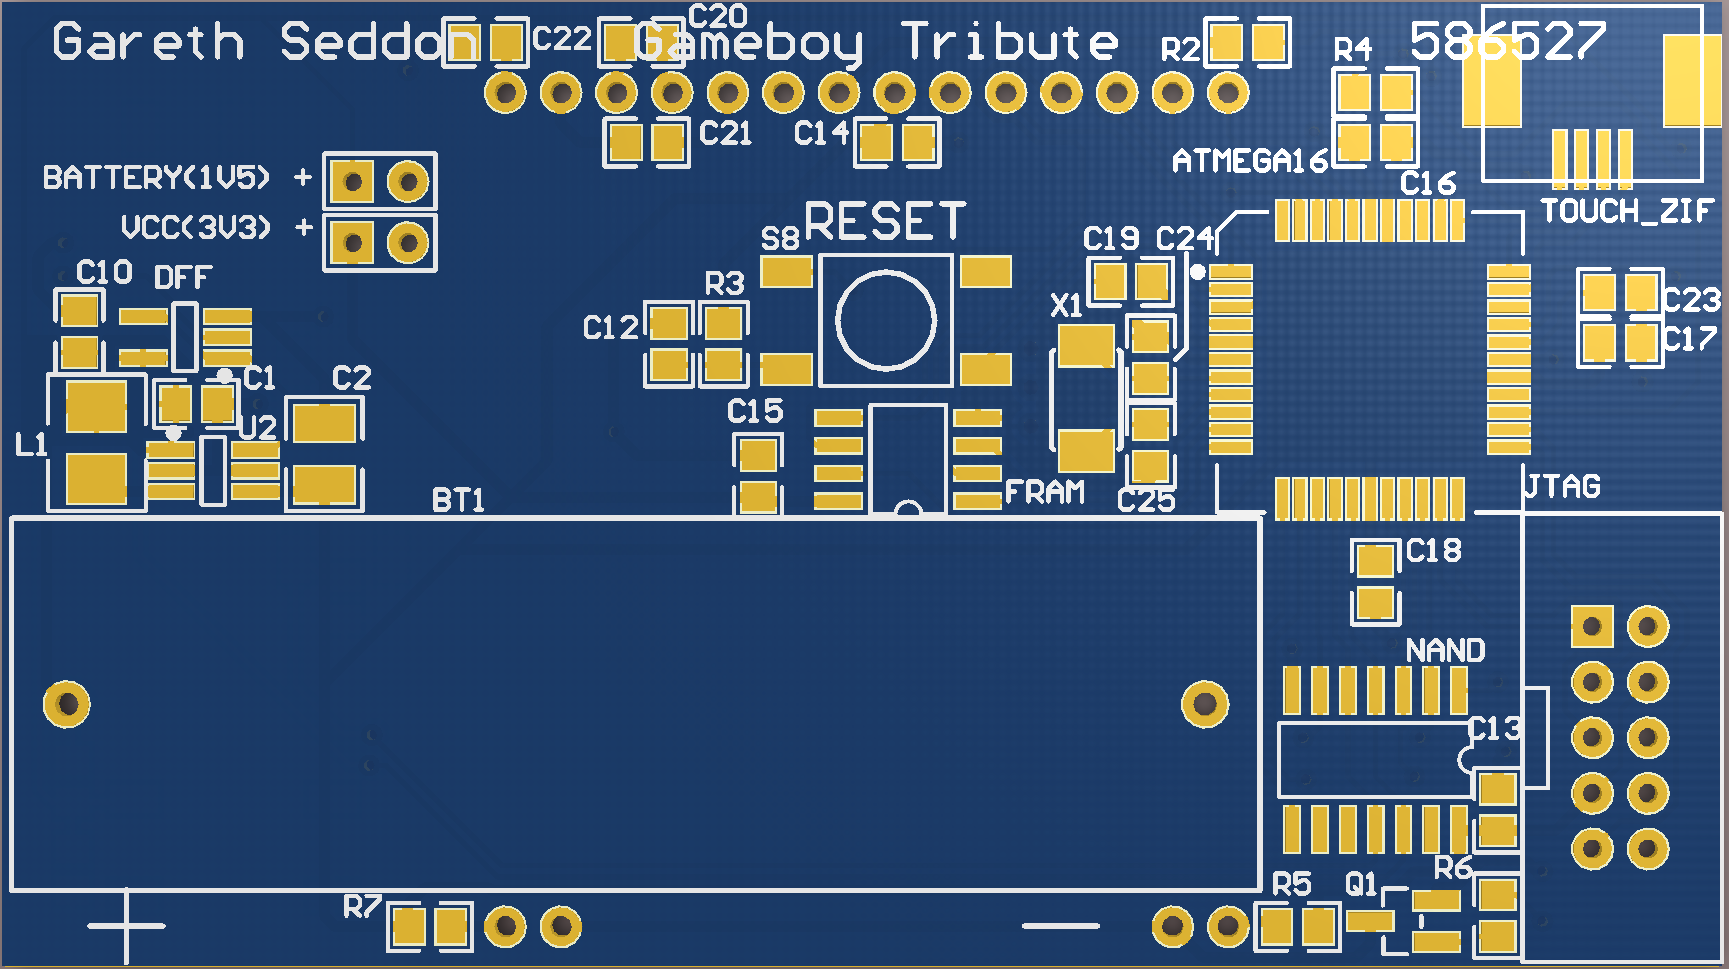 Gareth Seddon Gameboy Tribute 586527
C22 C20 R2 R4
C21 C14 ATMEGA16
C16
BATTERY(1V5) +
VCC(3V3) +
RESET
TOUCH_ZIF
S8 C19 C24
C10 DFF R3 X1
C23
C12 C17
C1 C2
C15
L1 U2
BT1 FRAM C25 JTAG
C18
NAND
C13
R6
R7 R5 Q1
+ —